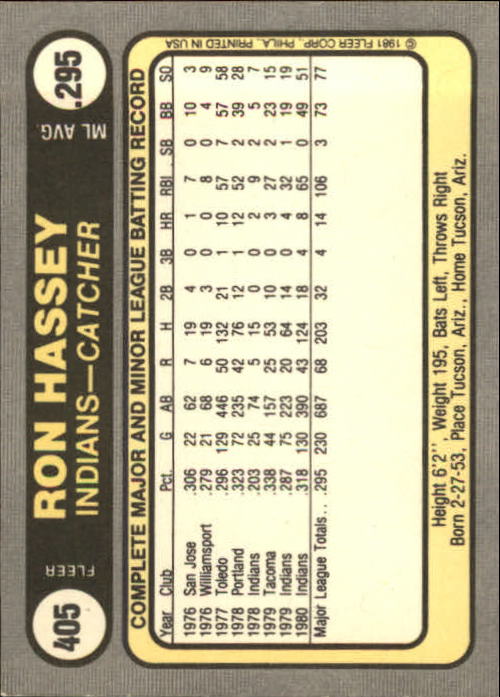 405
FLEER
RON HASSEY
INDIANS—CATCHER
ML AVG.
.295
COMPLETE MAJOR AND MINOR LEAGUE BATTING RECORD
Year Club Pct. G AB R H 2B 3B HR RBI SB BB SO
1976 San Jose .306 22 62 7 19 4 0 1 7 0 10 3
1976 Williamsport .279 21 68 6 19 3 0 0 8 0 4 9
1977 Toledo .296 129 446 50 132 21 1 10 57 7 57 58
1978 Portland .323 72 235 42 76 12 1 12 52 2 39 28
1978 Indians .203 25 74 5 15 0 0 2 9 2 5 7
1979 Tacoma .338 44 157 25 53 10 0 3 27 2 23 15
1979 Indians .287 75 223 20 64 14 0 4 32 1 19 19
1980 Indians .318 130 390 43 124 18 4 8 65 0 49 51
Major League Totals.. .295 230 687 68 203 32 4 14 106 3 73 77
Height 6'2", Weight 195, Bats Left, Throws Right
Born 2-27-53, Place Tucson, Ariz., Home Tucson, Ariz.
© 1981 FLEER CORP., PHILA., PRINTED IN USA